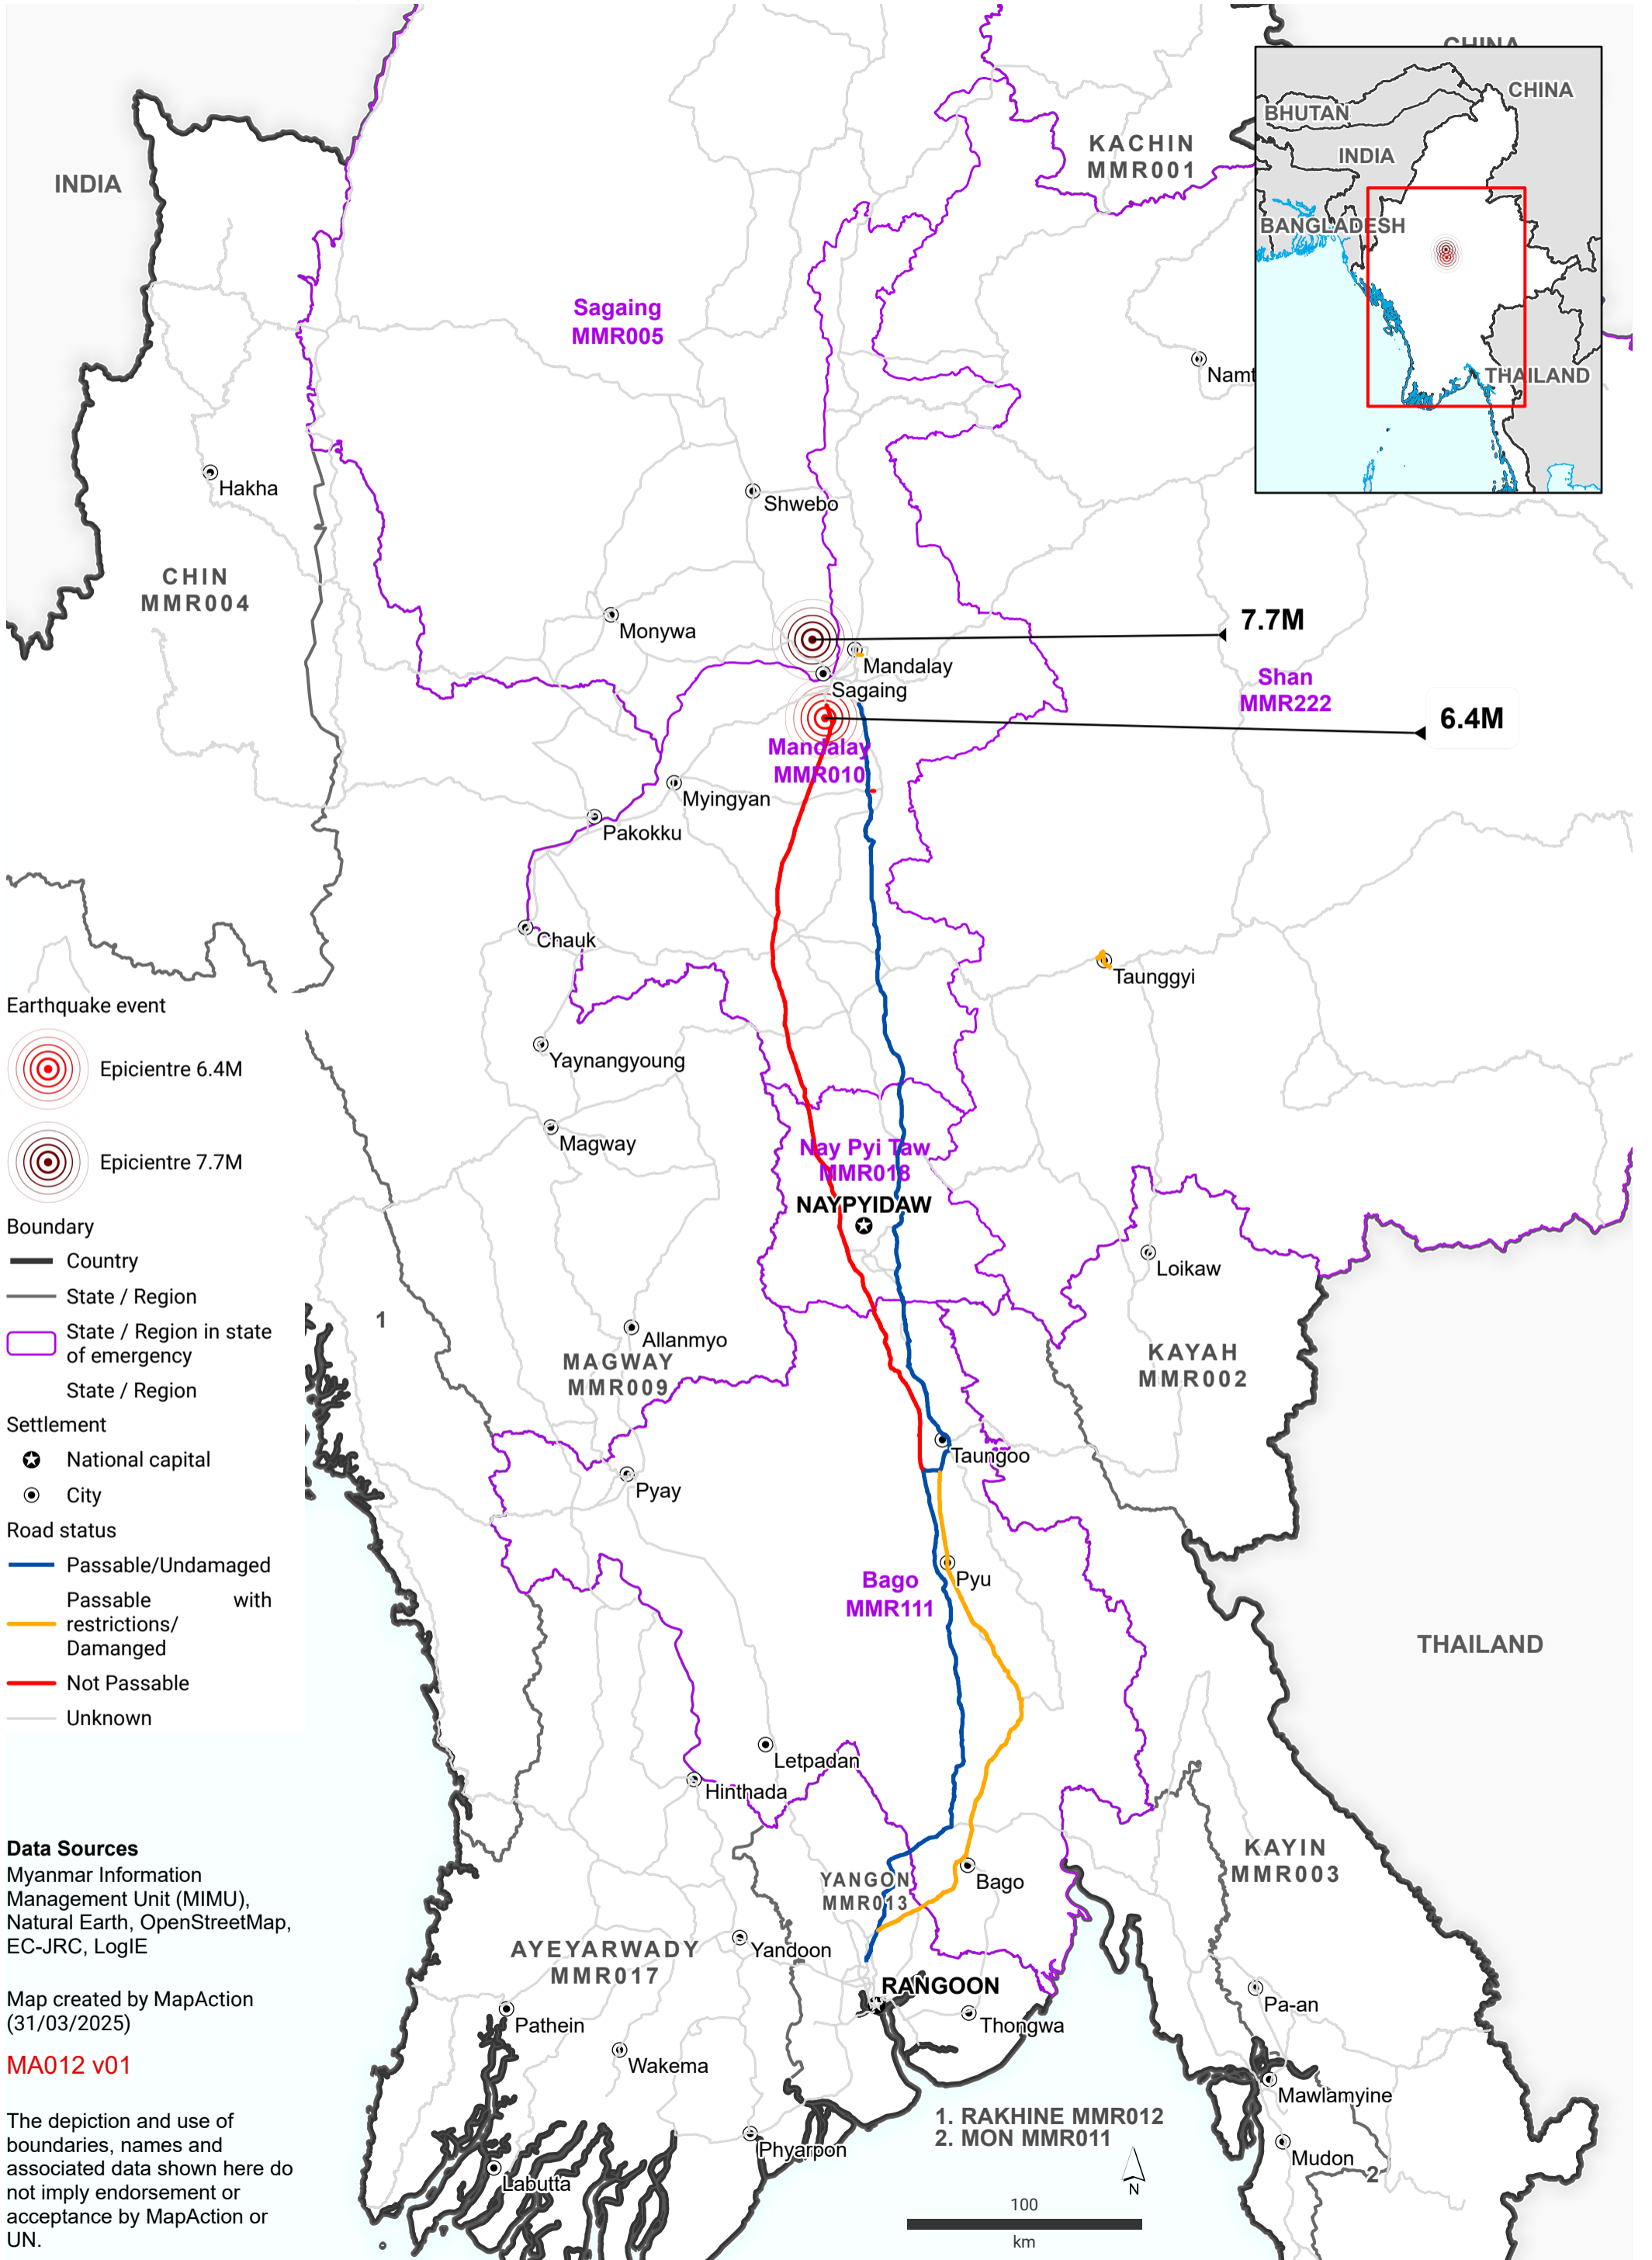 CHINA
CHINA
BHUTAN
INDIA
BANGLADESH
THAILAND
INDIA
KACHIN
MMR001
Sagaing
MMR005
Namt
Hakha
Shwebo
CHIN
MMR004
Monywa
7.7M
Mandalay
Sagaing
Shan
MMR222
6.4M
Mandalay
MMR010
Myingyan
Pakokku
Chauk
Taunggyi
Yaynangyoung
Magway
Nay Pyi Taw
MMR018
NAYPYIDAW
Loikaw
1
Allanmyo
MAGWAY
MMR009
KAYAH
MMR002
Taungoo
Pyay
Pyu
Bago
MMR111
THAILAND
Letpadan
Hinthada
KAYIN
MMR003
YANGON
MMR013
Bago
Yandoon
AYEYARWADY
MMR017
RANGOON
Pa-an
Pathein
Thongwa
Wakema
Mawlamyine
Phyarpon
Mudon
2
Labutta
1. RAKHINE MMR012
2. MON MMR011
N
100
km
Earthquake event
Epicientre 6.4M
Epicientre 7.7M
Boundary
Country
State / Region
State / Region in state
of emergency
State / Region
Settlement
National capital
City
Road status
Passable/Undamaged
Passable with
restrictions/
Damanged
Not Passable
Unknown
Data Sources
Myanmar Information
Management Unit (MIMU),
Natural Earth, OpenStreetMap,
EC-JRC, LogIE
Map created by MapAction
(31/03/2025)
MA012 v01
The depiction and use of
boundaries, names and
associated data shown here do
not imply endorsement or
acceptance by MapAction or
UN.